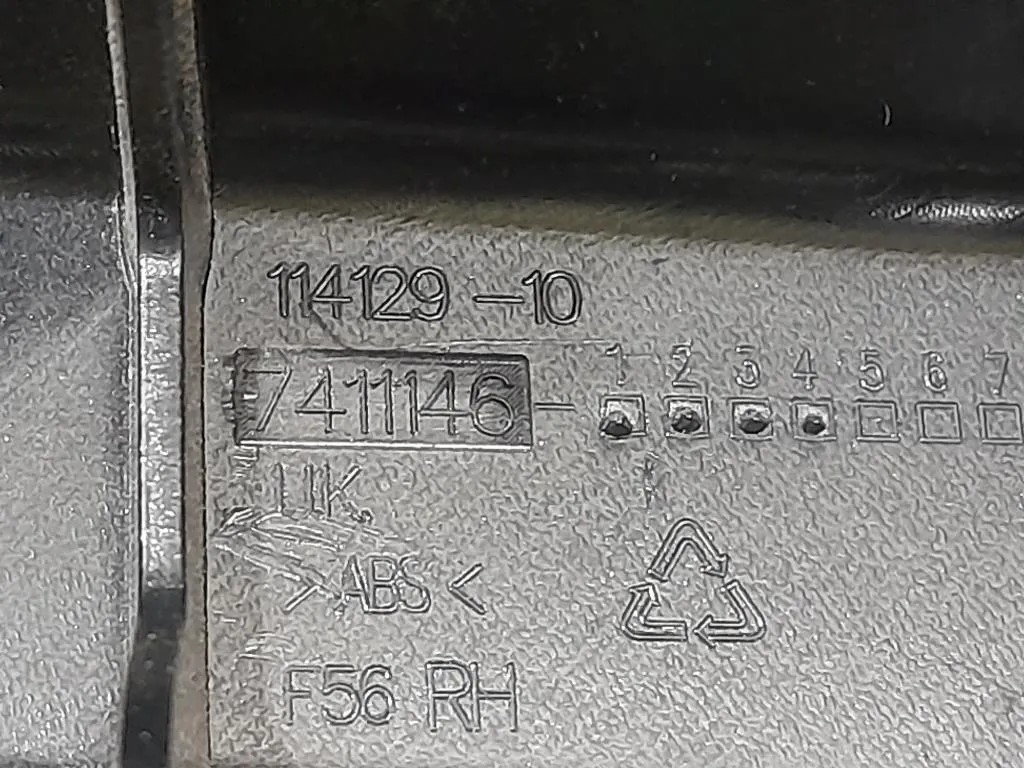 114129-10
7411146-
1 2 3 4 5 6 7
UK
>ABS<
F56 RH